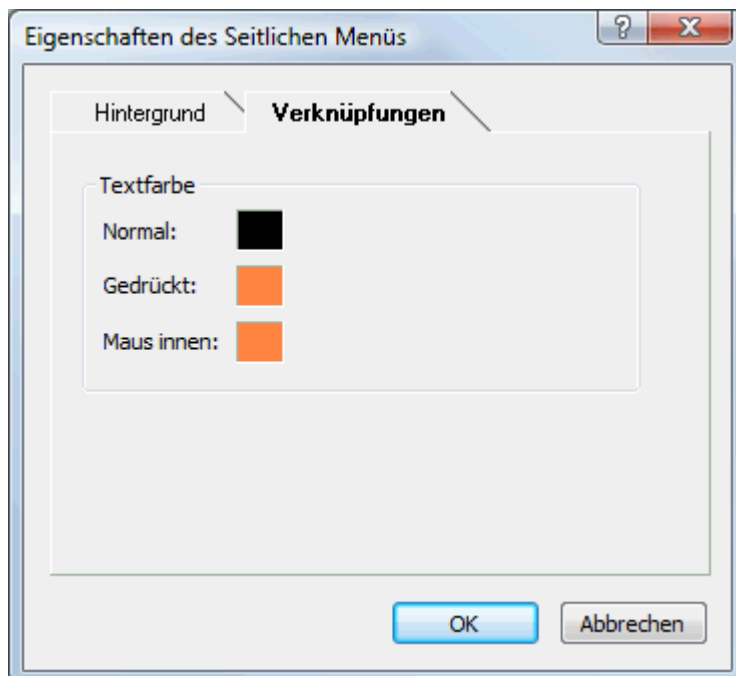 Eigenschaften des Seitlichen Menüs
?
X
Hintergrund Verknüpfungen
Textfarbe
Normal:
Gedrückt:
Maus innen:
OK Abbrechen